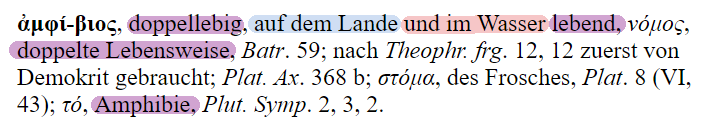 ἀμφί-βιος, doppellebig, auf dem Lande und im Wasser lebend, νόμος,
doppelte Lebensweise, Batr. 59; nach Theophr. frg. 12, 12 zuerst von
Demokrit gebraucht; Plat. Ax. 368 b; στόμα, des Frosches, Plat. 8 (VI,
43); τό, Amphibie, Plut. Symp. 2, 3, 2.